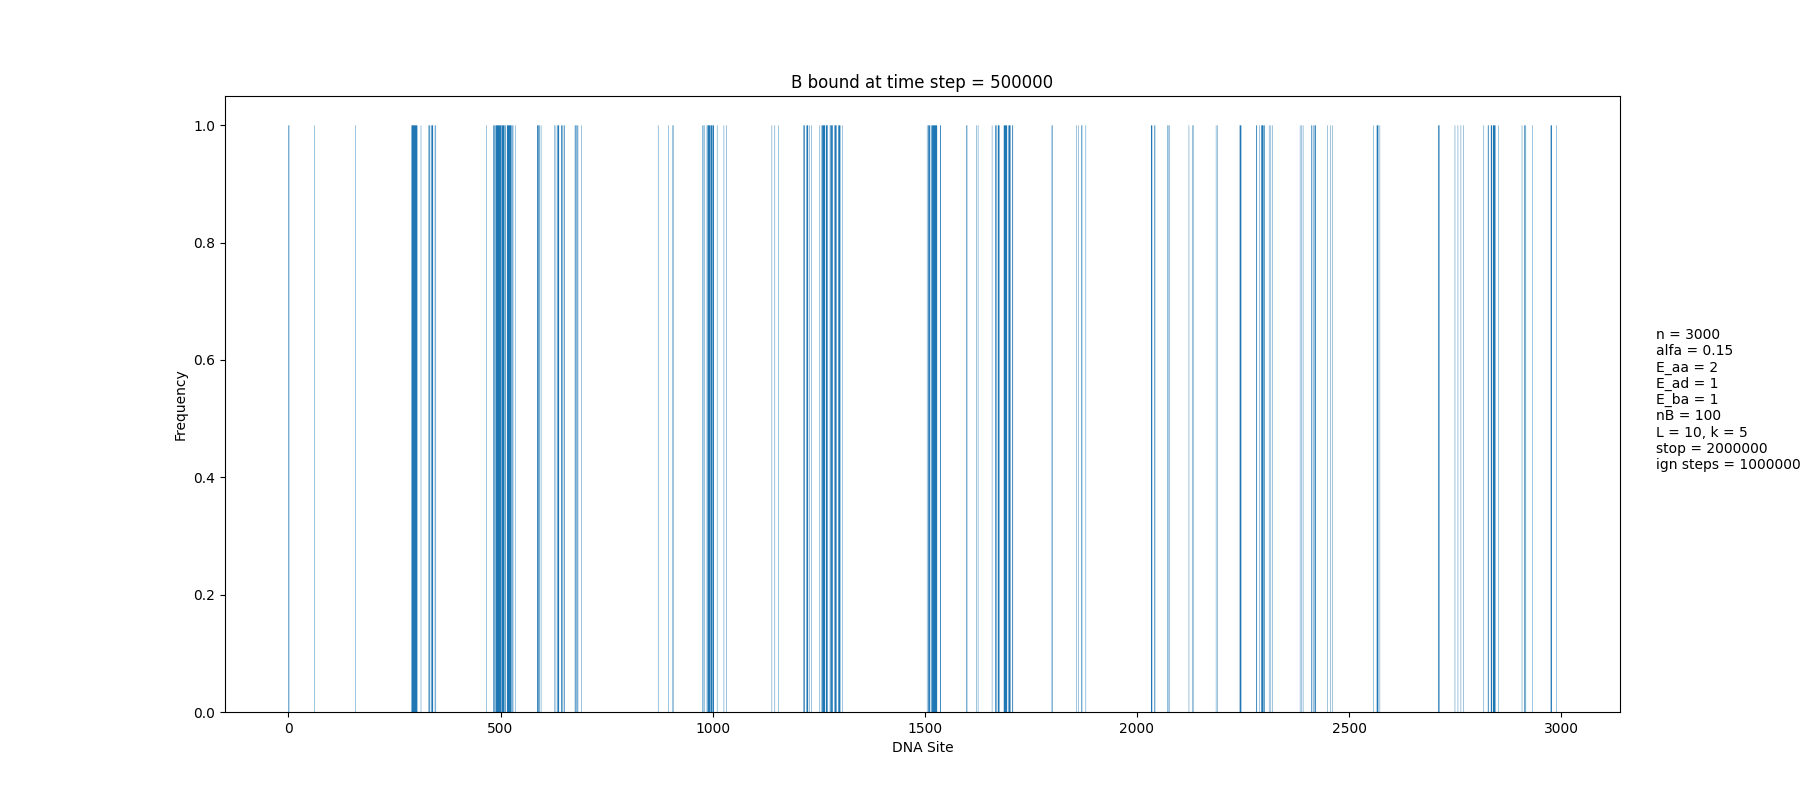 B bound at time step = 500000
1.0
0.8
0.6
0.4
0.2
0.0
Frequency
0 500 1000 1500 2000 2500 3000
DNA Site
n = 3000
alfa = 0.15
E_aa = 2
E_ad = 1
E_ba = 1
nB = 100
L = 10, k = 5
stop = 2000000
ign steps = 1000000